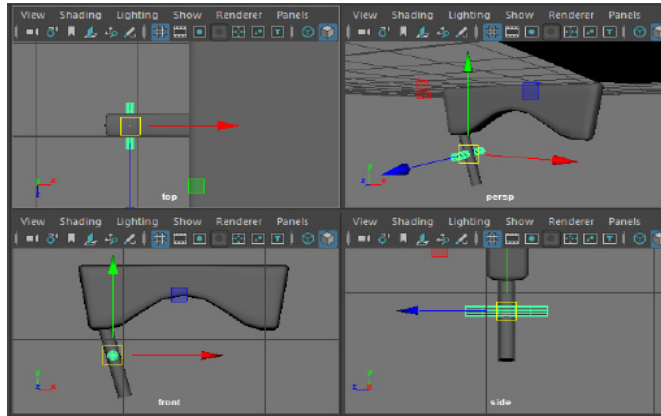 View Shading Lighting Show Renderer Panels
View Shading Lighting Show Renderer Panels
top
persp
View Shading Lighting Show Renderer Panels
View Shading Lighting Show Renderer Panels
front
side